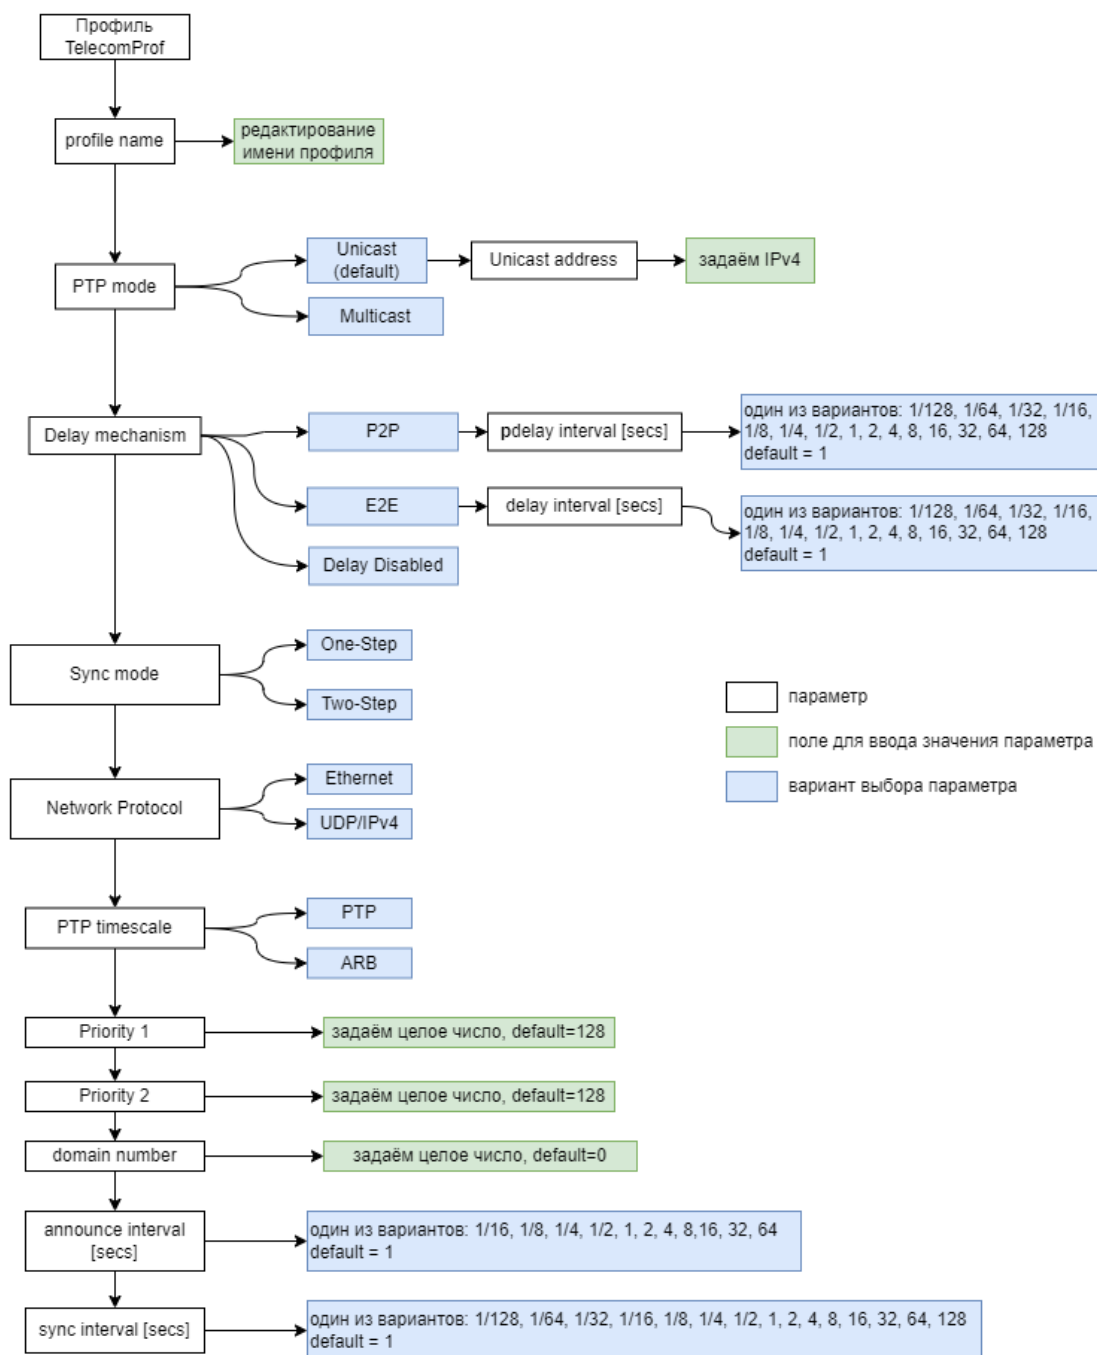 Профиль
TelecomProf
profile name
редактирование
имени профиля
PTP mode
Unicast
(default)
Unicast address
задаём IPv4
Multicast
Delay mechanism
P2P
pdelay interval [secs]
один из вариантов: 1/128, 1/64, 1/32, 1/16,
1/8, 1/4, 1/2, 1, 2, 4, 8, 16, 32, 64, 128
default = 1
E2E
delay interval [secs]
один из вариантов: 1/128, 1/64, 1/32, 1/16,
1/8, 1/4, 1/2, 1, 2, 4, 8, 16, 32, 64, 128
default = 1
Delay Disabled
Sync mode
One-Step
Two-Step
параметр
поле для ввода значения параметра
вариант выбора параметра
Network Protocol
Ethernet
UDP/IPv4
PTP timescale
PTP
ARB
Priority 1
задаём целое число, default=128
Priority 2
задаём целое число, default=128
domain number
задаём целое число, default=0
announce interval
[secs]
один из вариантов: 1/16, 1/8, 1/4, 1/2, 1, 2, 4, 8,16, 32, 64
default = 1
sync interval [secs]
один из вариантов: 1/128, 1/64, 1/32, 1/16, 1/8, 1/4, 1/2, 1, 2, 4, 8, 16, 32, 64, 128
default = 1